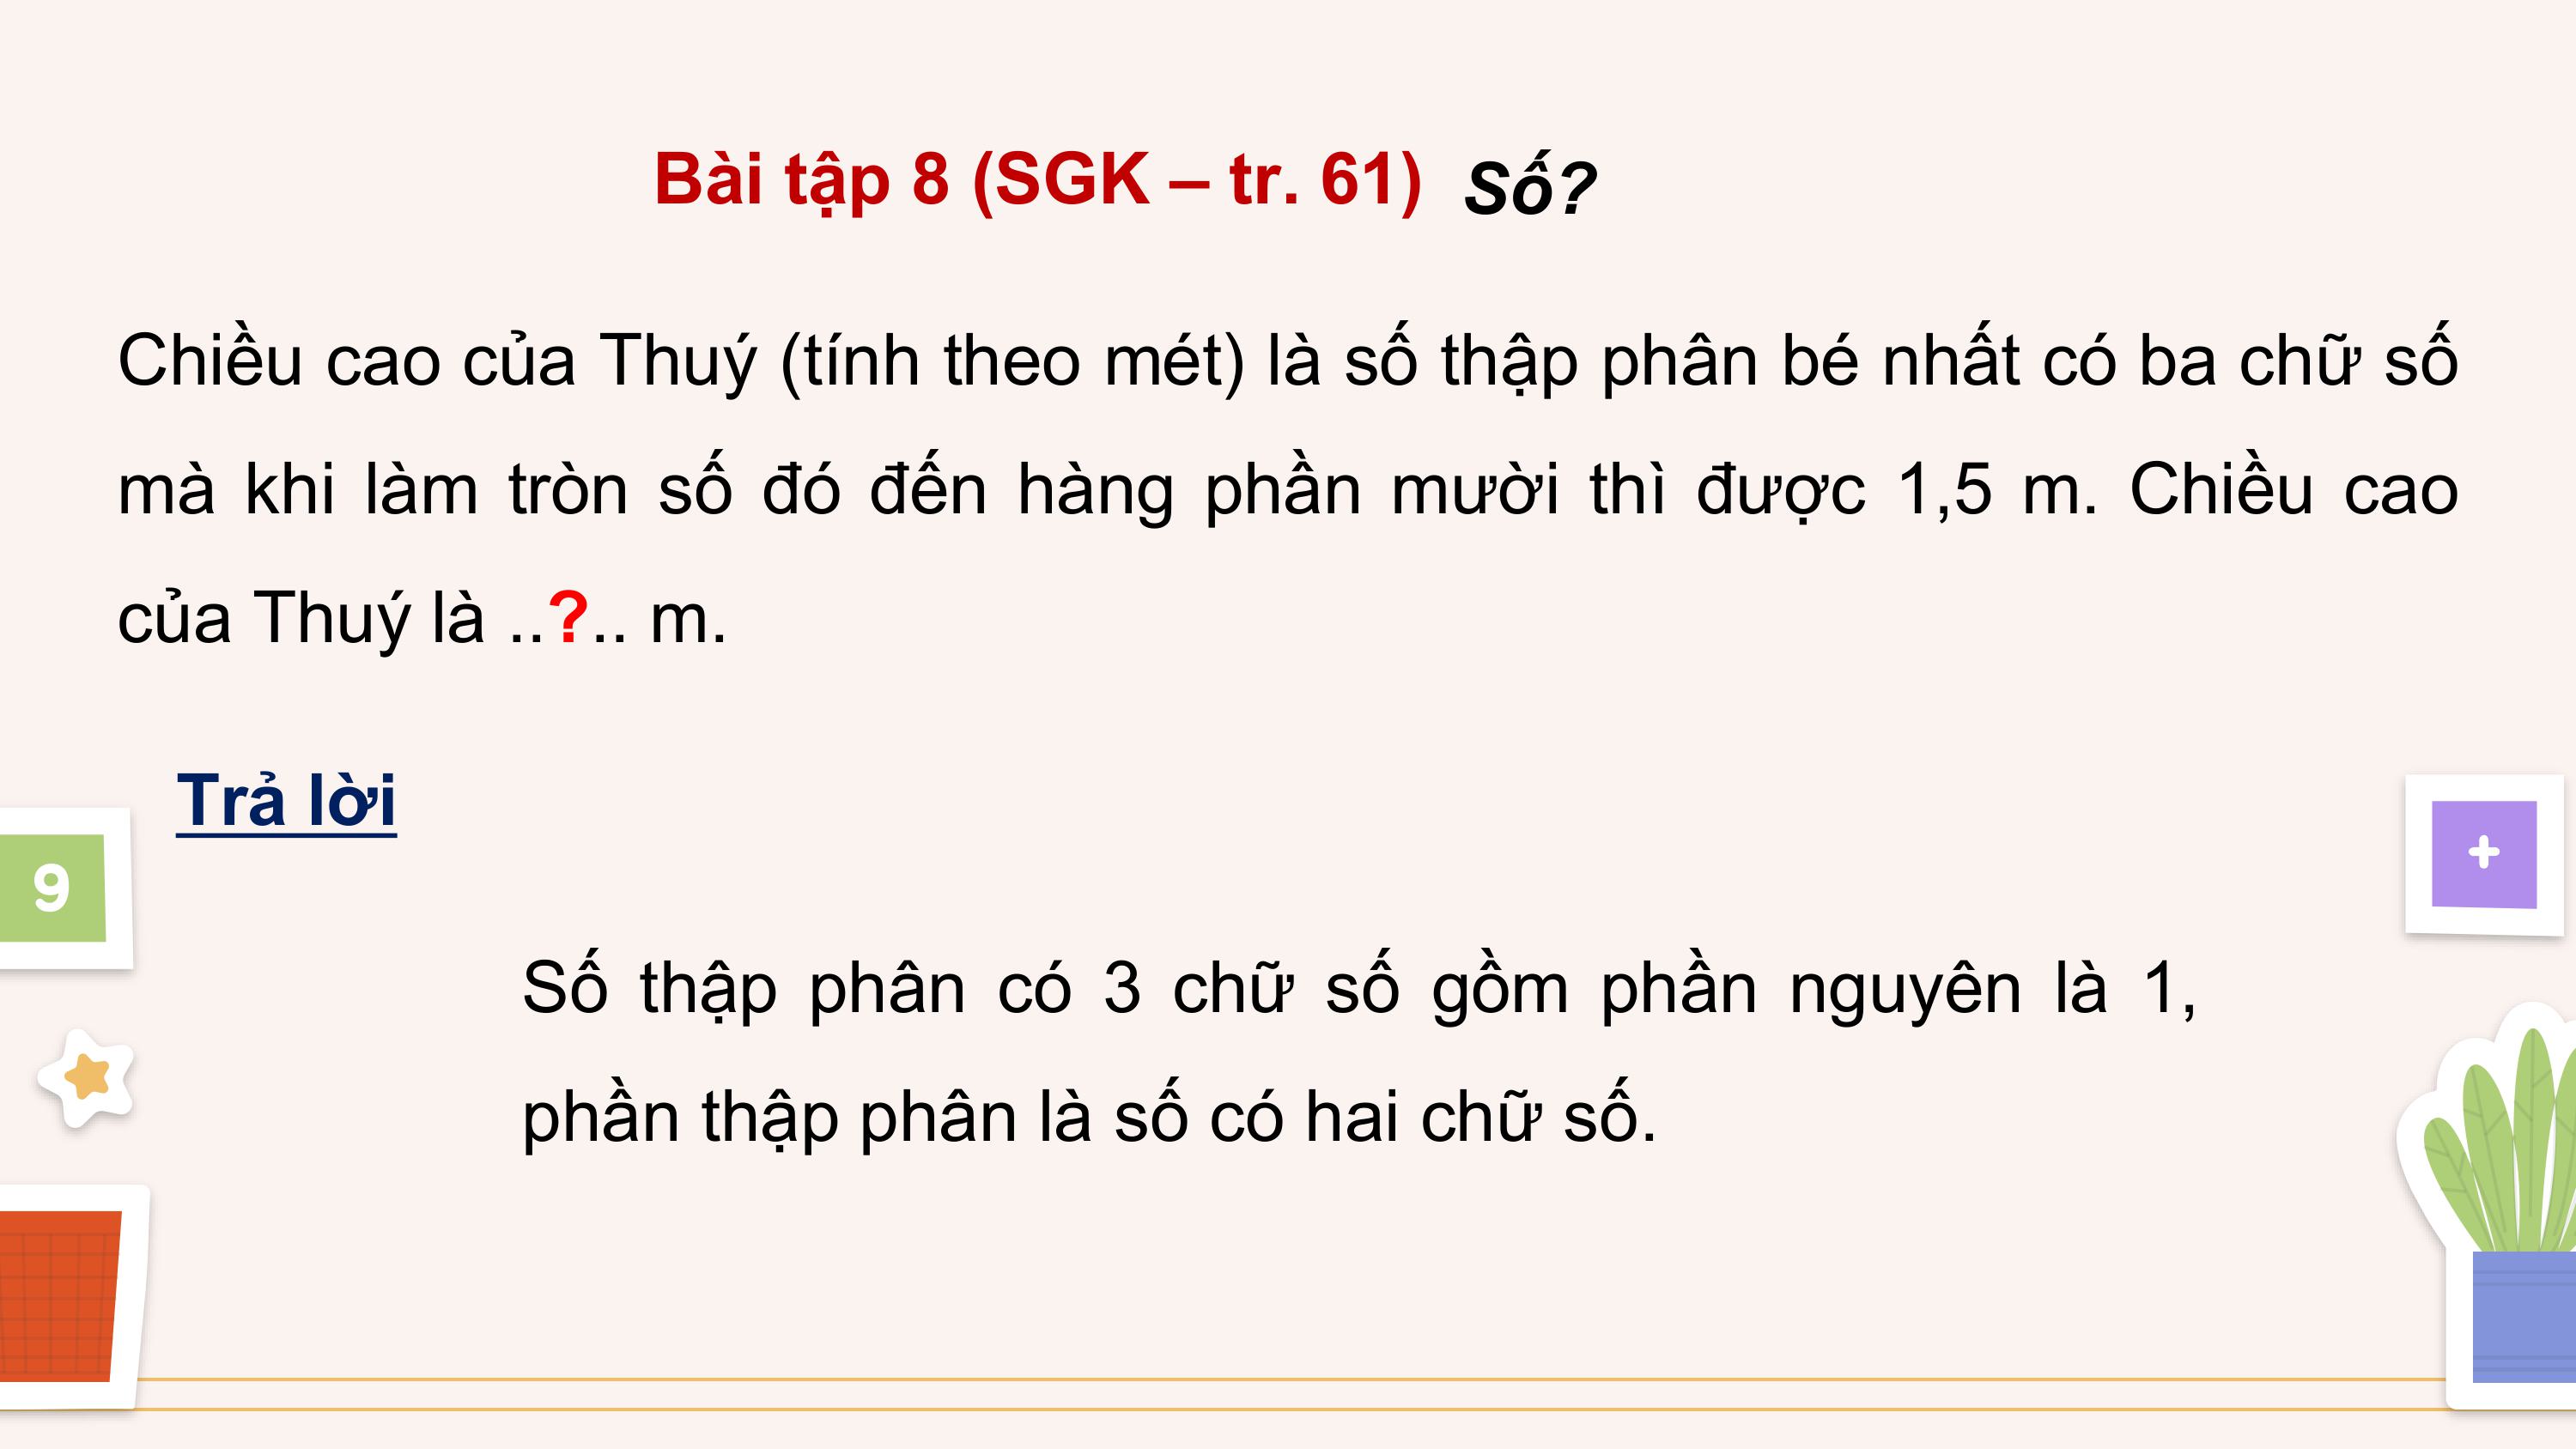 Bài tập 8 (SGK – tr. 61) Số?
Chiều cao của Thuý (tính theo mét) là số thập phân bé nhất có ba chữ số
mà khi làm tròn số đó đến hàng phần mười thì được 1,5 m. Chiều cao
của Thuý là ..?.. m.
Trả lời
9
+
Số thập phân có 3 chữ số gồm phần nguyên là 1,
phần thập phân là số có hai chữ số.